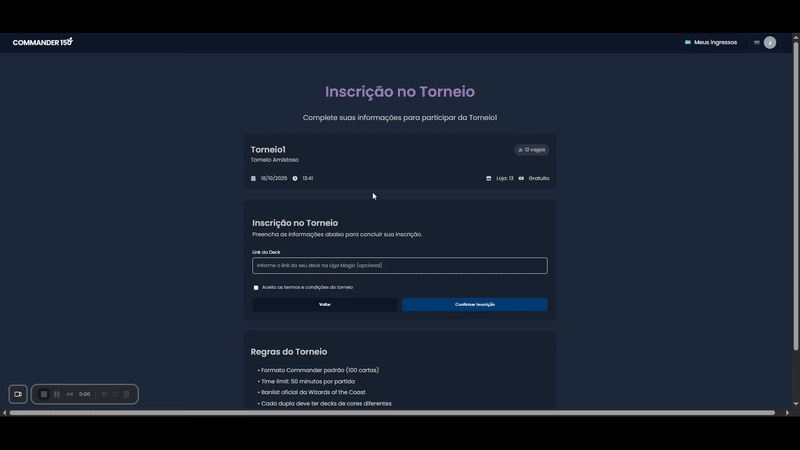 COMMANDER 150
Meus Ingressos
J
Inscrição no Torneio
Complete suas informações para participar da Torneio1
Torneio1
12 vagas
Torneio Amistoso
18/10/2025 13:41
Loja: 13 Gratuito
Inscrição no Torneio
Preencha as informações abaixo para concluir sua inscrição.
Link do Deck
Informe o link do seu deck na Liga Magic (opcional)
Aceito os termos e condições do torneio
Voltar
Confirmar Inscrição
Regras do Torneio
• Formato Commander padrão (100 cartas)
• Time limit: 50 minutos por partida
• Banlist oficial da Wizards of the Coast
• Cada dupla deve ter decks de cores diferentes
0:00